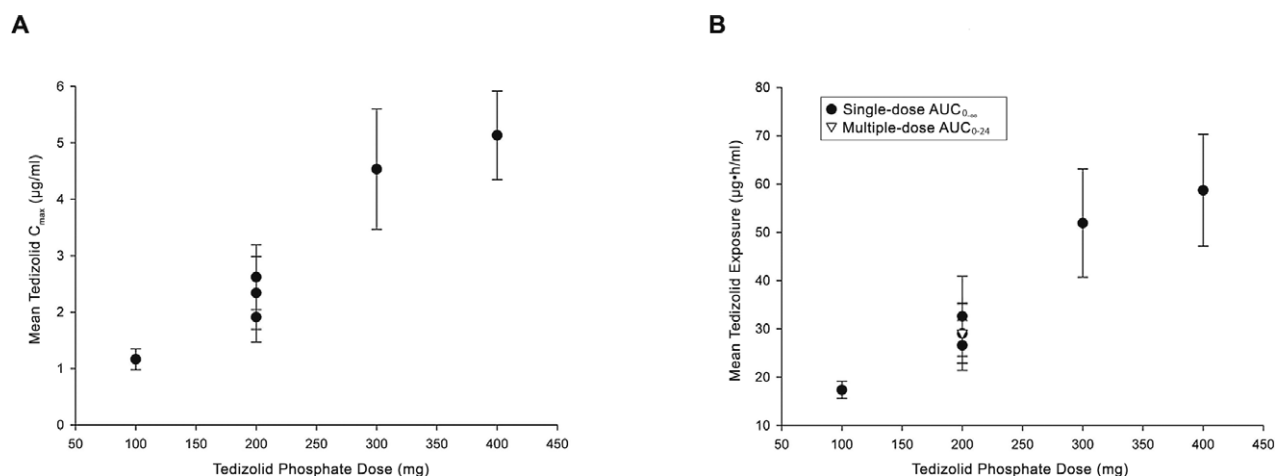 A
Mean Tedizolid Cmax (µg/ml)
6
5
4
3
2
1
0
50 100 150 200 250 300 350 400 450
Tedizolid Phosphate Dose (mg)
B
Mean Tedizolid Exposure (µg•h/ml)
80
70
60
50
40
30
20
10
Single-dose AUC0-∞
Multiple-dose AUC0-24
50 100 150 200 250 300 350 400 450
Tedizolid Phosphate Dose (mg)